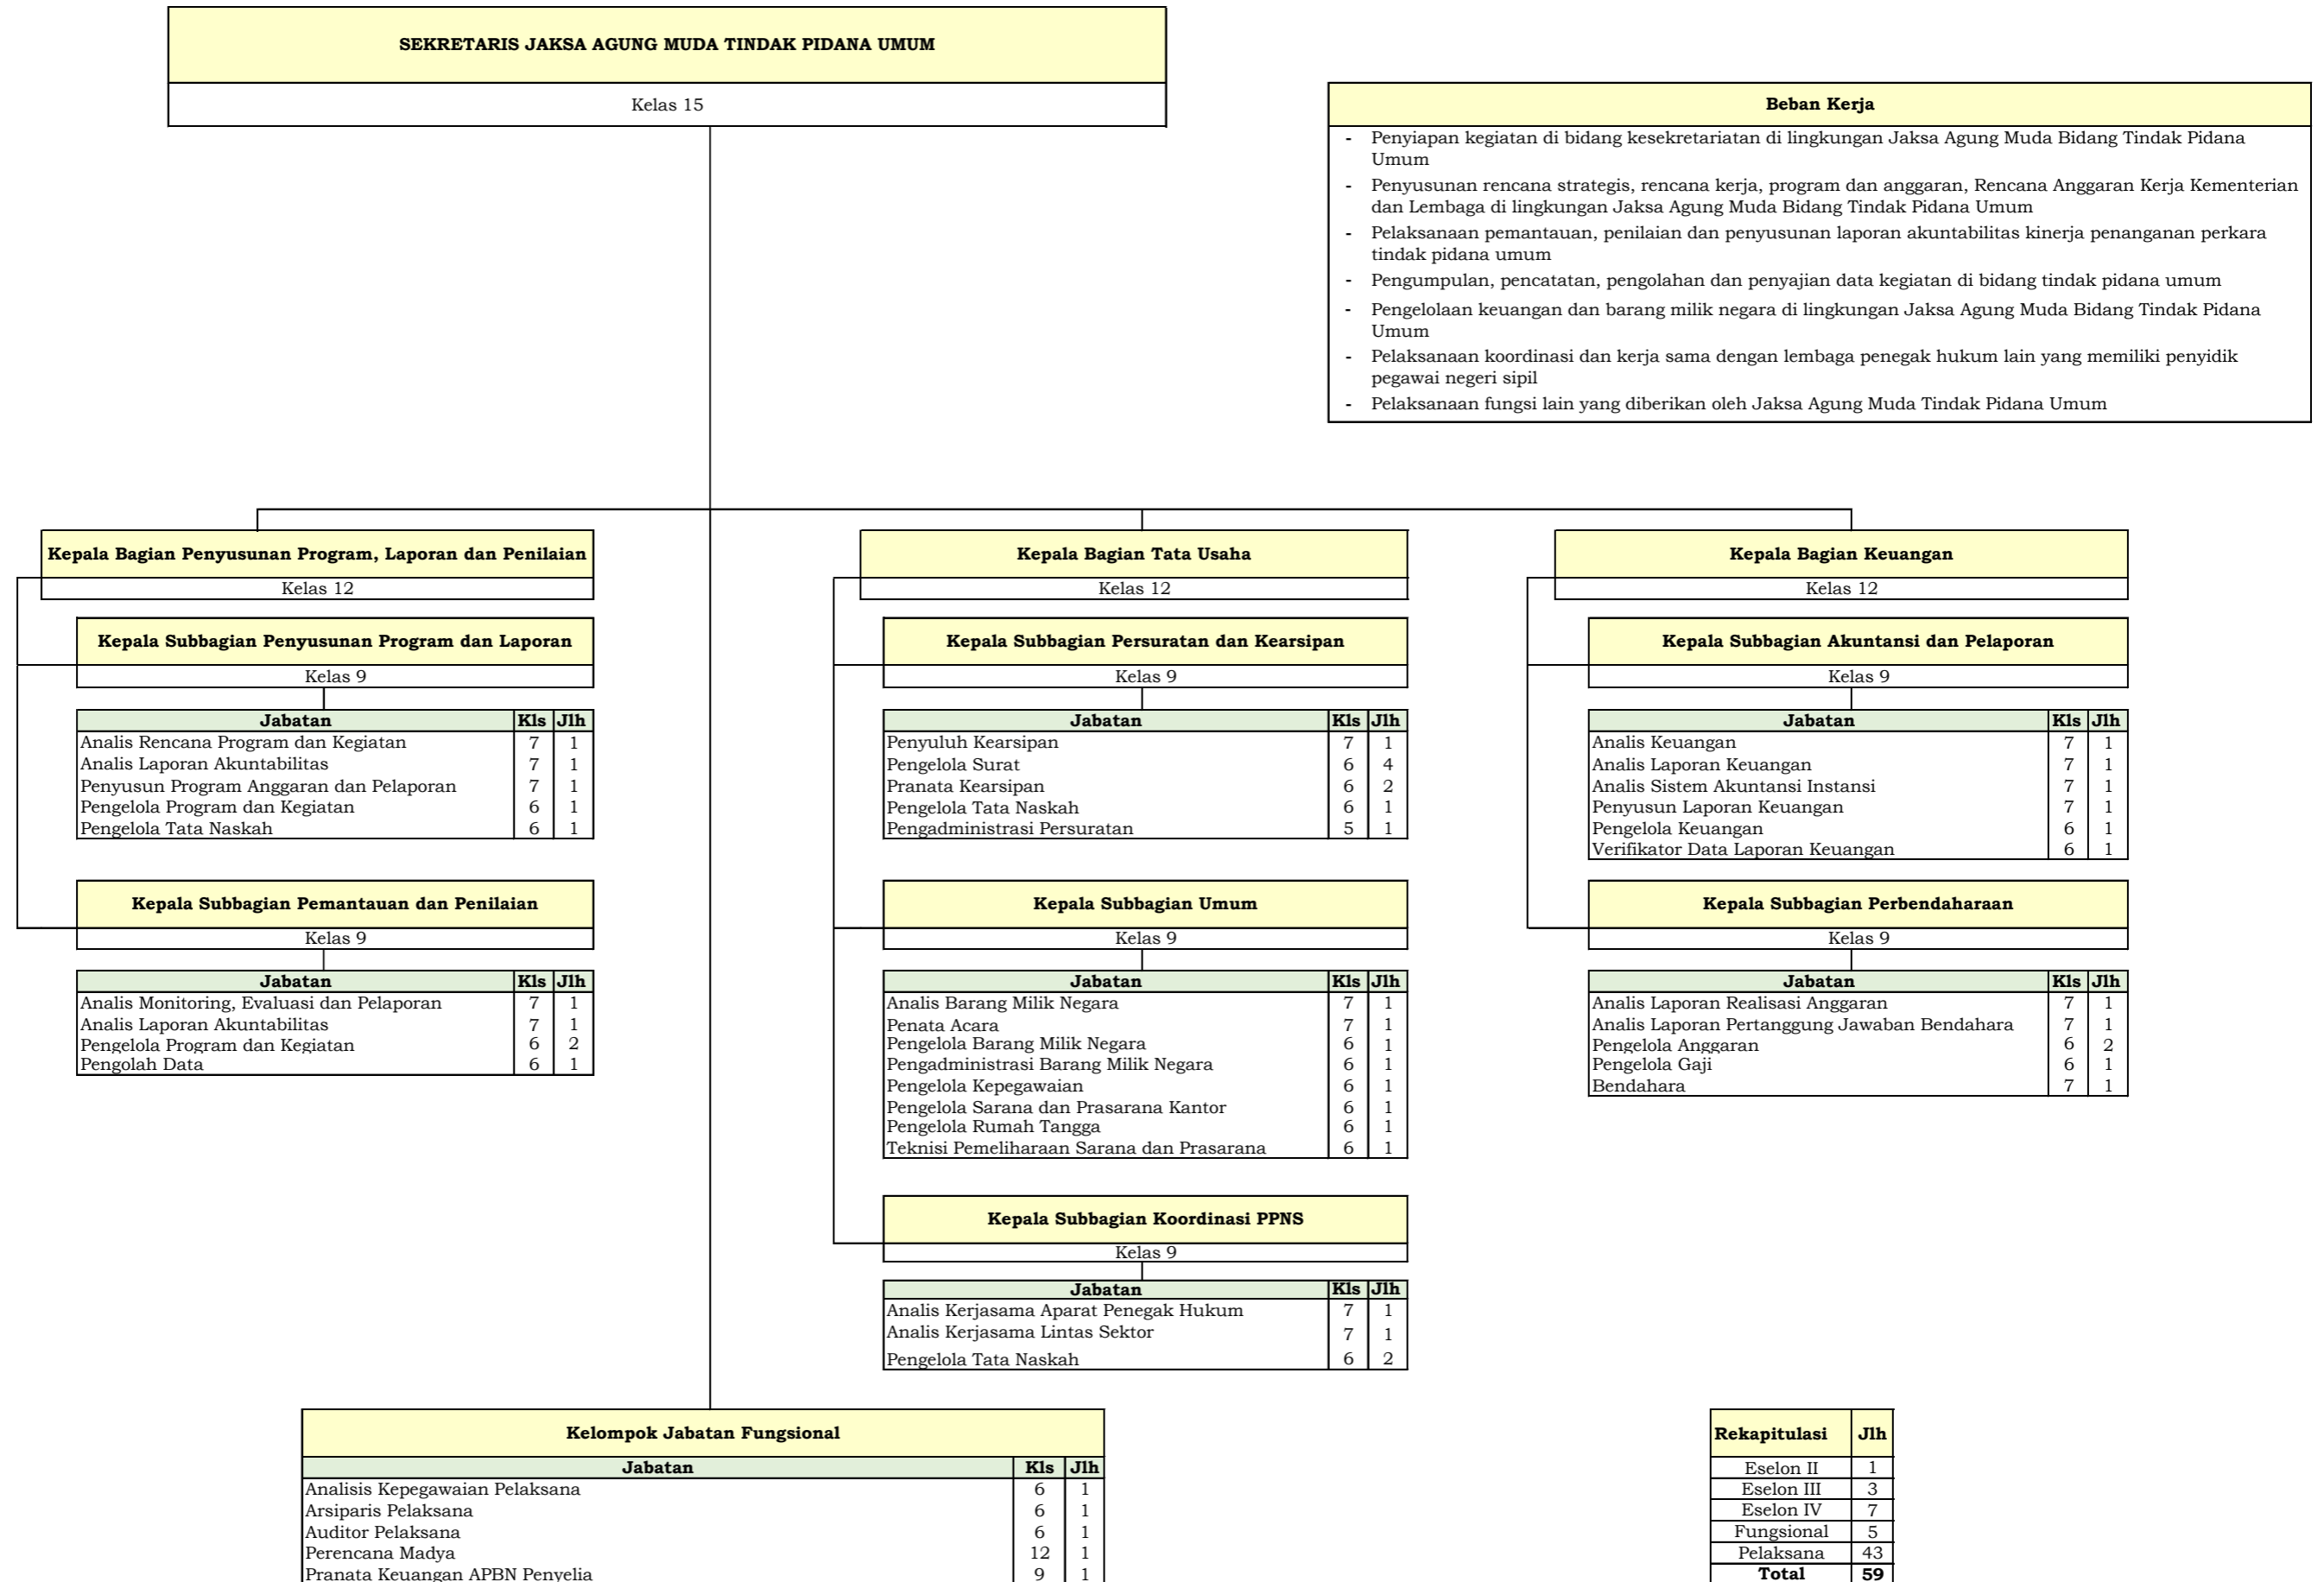 SEKRETARIS JAKSA AGUNG MUDA TINDAK PIDANA UMUM
Kelas 15
Beban Kerja
- Penyiapan kegiatan di bidang kesekretariatan di lingkungan Jaksa Agung Muda Bidang Tindak Pidana
Umum
- Penyusunan rencana strategis, rencana kerja, program dan anggaran, Rencana Anggaran Kerja Kementerian
dan Lembaga di lingkungan Jaksa Agung Muda Bidang Tindak Pidana Umum
- Pelaksanaan pemantauan, penilaian dan penyusunan laporan akuntabilitas kinerja penanganan perkara
tindak pidana umum
- Pengumpulan, pencatatan, pengolahan dan penyajian data kegiatan di bidang tindak pidana umum
- Pengelolaan keuangan dan barang milik negara di lingkungan Jaksa Agung Muda Bidang Tindak Pidana
Umum
- Pelaksanaan koordinasi dan kerja sama dengan lembaga penegak hukum lain yang memiliki penyidik
pegawai negeri sipil
- Pelaksanaan fungsi lain yang diberikan oleh Jaksa Agung Muda Tindak Pidana Umum
Kepala Bagian Penyusunan Program, Laporan dan Penilaian
Kelas 12
Kepala Subbagian Penyusunan Program dan Laporan
Kelas 9
Jabatan Kls Jlh
Analis Rencana Program dan Kegiatan 7 1
Analis Laporan Akuntabilitas 7 1
Penyusun Program Anggaran dan Pelaporan 7 1
Pengelola Program dan Kegiatan 6 1
Pengelola Tata Naskah 6 1
Kepala Subbagian Pemantauan dan Penilaian
Kelas 9
Jabatan Kls Jlh
Analis Monitoring, Evaluasi dan Pelaporan 7 1
Analis Laporan Akuntabilitas 7 1
Pengelola Program dan Kegiatan 6 2
Pengolah Data 6 1
Kepala Bagian Tata Usaha
Kelas 12
Kepala Subbagian Persuratan dan Kearsipan
Kelas 9
Jabatan Kls Jlh
Penyuluh Kearsipan 7 1
Pengelola Surat 6 4
Pranata Kearsipan 6 2
Pengelola Tata Naskah 6 1
Pengadministrasi Persuratan 5 1
Kepala Subbagian Umum
Kelas 9
Jabatan Kls Jlh
Analis Barang Milik Negara 7 1
Penata Acara 7 1
Pengelola Barang Milik Negara 6 1
Pengadministrasi Barang Milik Negara 6 1
Pengelola Kepegawaian 6 1
Pengelola Sarana dan Prasarana Kantor 6 1
Pengelola Rumah Tangga 6 1
Teknisi Pemeliharaan Sarana dan Prasarana 6 1
Kepala Subbagian Koordinasi PPNS
Kelas 9
Jabatan Kls Jlh
Analis Kerjasama Aparat Penegak Hukum 7 1
Analis Kerjasama Lintas Sektor 7 1
Pengelola Tata Naskah 6 2
Kepala Bagian Keuangan
Kelas 12
Kepala Subbagian Akuntansi dan Pelaporan
Kelas 9
Jabatan Kls Jlh
Analis Keuangan 7 1
Analis Laporan Keuangan 7 1
Analis Sistem Akuntansi Instansi 7 1
Penyusun Laporan Keuangan 7 1
Pengelola Keuangan 6 1
Verifikator Data Laporan Keuangan 6 1
Kepala Subbagian Perbendaharaan
Kelas 9
Jabatan Kls Jlh
Analis Laporan Realisasi Anggaran 7 1
Analis Laporan Pertanggung Jawaban Bendahara 7 1
Pengelola Anggaran 6 2
Pengelola Gaji 6 1
Bendahara 7 1
Kelompok Jabatan Fungsional
Jabatan Kls Jlh
Analisis Kepegawaian Pelaksana 6 1
Arsiparis Pelaksana 6 1
Auditor Pelaksana 6 1
Perencana Madya 12 1
Pranata Keuangan APBN Penyelia 9 1
Rekapitulasi Jlh
Eselon II 1
Eselon III 3
Eselon IV 7
Fungsional 5
Pelaksana 43
Total 59